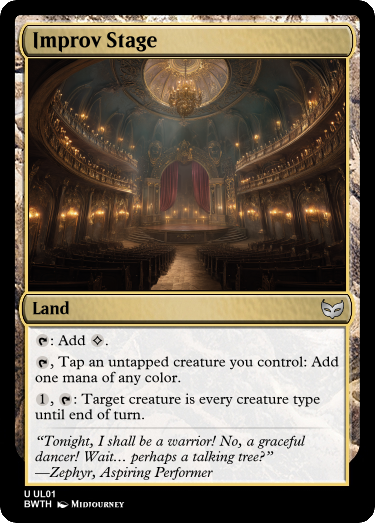 Improv Stage
Land
: Add .
, Tap an untapped creature you control: Add
one mana of any color.
1, : Target creature is every creature type
until end of turn.
“Tonight, I shall be a warrior! No, a graceful
dancer! Wait… perhaps a talking tree?”
—Zephyr, Aspiring Performer
U UL01
BWTH Midjourney